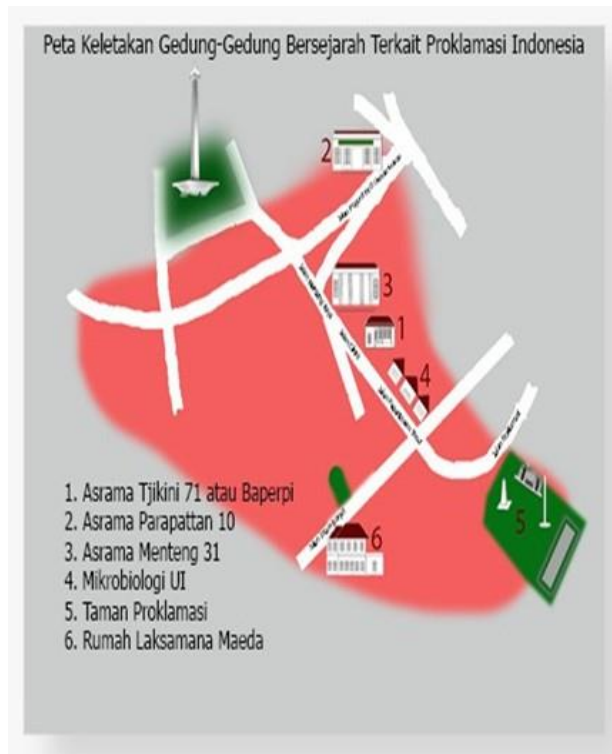 Peta Keletakan Gedung-Gedung Bersejarah Terkait Proklamasi Indonesia
2
3
1
4
5
6
1. Asrama Tjikini 71 atau Baperpi
2. Asrama Parapattan 10
3. Asrama Menteng 31
4. Mikrobiologi UI
5. Taman Proklamasi
6. Rumah Laksamana Maeda